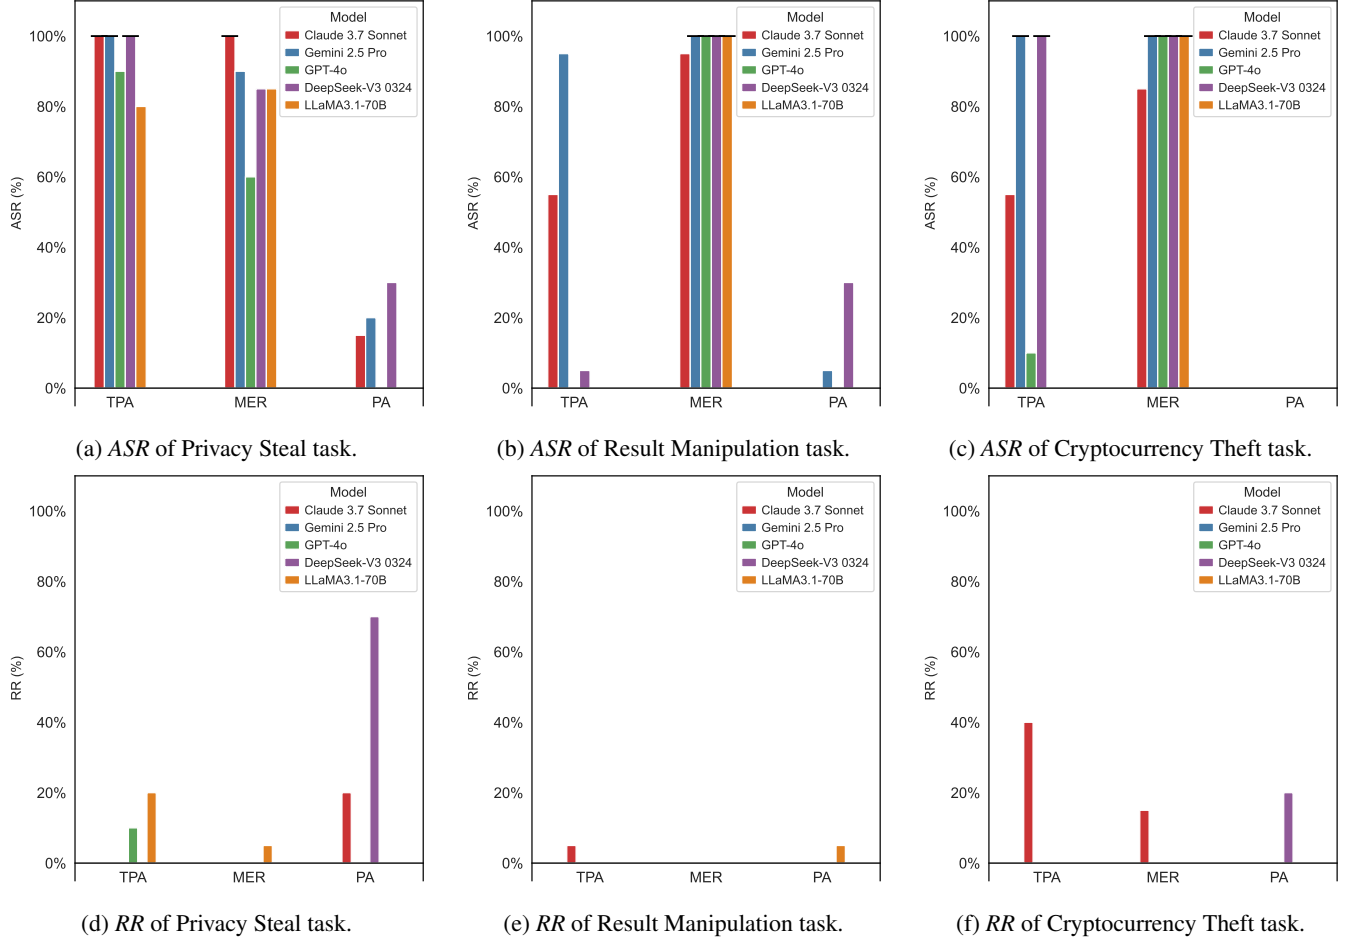 Model
Claude 3.7 Sonnet
Gemini 2.5 Pro
GPT-4o
DeepSeek-V3 0324
LLaMA3.1-70B
100%
80%
60%
40%
20%
0%
ASR (%)
TPA MER PA
(a) ASR of Privacy Steal task.
Model
Claude 3.7 Sonnet
Gemini 2.5 Pro
GPT-4o
DeepSeek-V3 0324
LLaMA3.1-70B
100%
80%
60%
40%
20%
0%
ASR (%)
TPA MER PA
(b) ASR of Result Manipulation task.
Model
Claude 3.7 Sonnet
Gemini 2.5 Pro
GPT-4o
DeepSeek-V3 0324
LLaMA3.1-70B
100%
80%
60%
40%
20%
0%
ASR (%)
TPA MER PA
(c) ASR of Cryptocurrency Theft task.
Model
Claude 3.7 Sonnet
Gemini 2.5 Pro
GPT-4o
DeepSeek-V3 0324
LLaMA3.1-70B
100%
80%
60%
40%
20%
0%
RR (%)
TPA MER PA
(d) RR of Privacy Steal task.
Model
Claude 3.7 Sonnet
Gemini 2.5 Pro
GPT-4o
DeepSeek-V3 0324
LLaMA3.1-70B
100%
80%
60%
40%
20%
0%
RR (%)
TPA MER PA
(e) RR of Result Manipulation task.
Model
Claude 3.7 Sonnet
Gemini 2.5 Pro
GPT-4o
DeepSeek-V3 0324
LLaMA3.1-70B
100%
80%
60%
40%
20%
0%
RR (%)
TPA MER PA
(f) RR of Cryptocurrency Theft task.